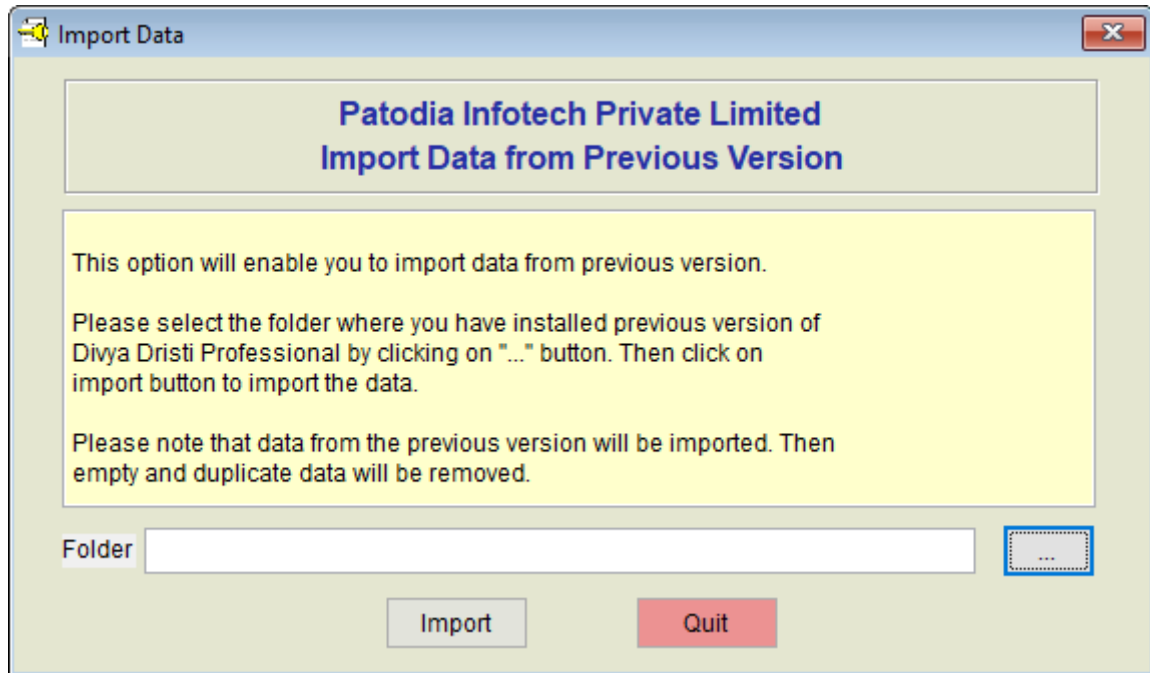 Import Data
Patodia Infotech Private Limited
Import Data from Previous Version
This option will enable you to import data from previous version.
Please select the folder where you have installed previous version of
Divya Dristi Professional by clicking on "..." button. Then click on
import button to import the data.
Please note that data from the previous version will be imported. Then
empty and duplicate data will be removed.
Folder
...
Import
Quit